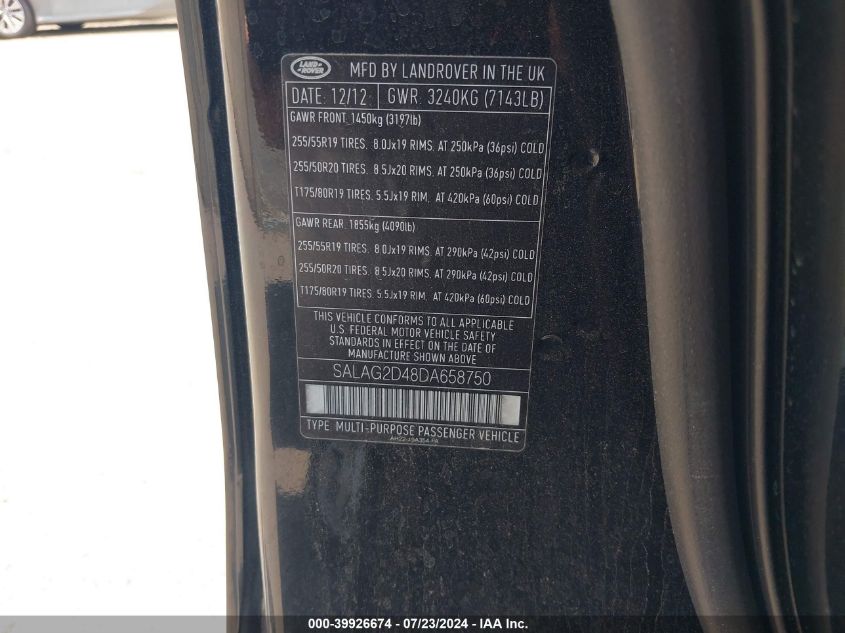 LAND
ROVER
MFD BY LANDROVER IN THE UK
DATE: 12/12 GWR: 3240KG (7143LB)
GAWR FRONT: 1450kg (3197lb)
255/55R19 TIRES. 8.0Jx19 RIMS. AT 250kPa (36psi) COLD
255/50R20 TIRES. 8.5Jx20 RIMS. AT 250kPa (36psi) COLD
T175/80R19 TIRES. 5.5Jx19 RIM. AT 420kPa (60psi) COLD
GAWR REAR: 1855kg (4090lb)
255/55R19 TIRES. 8.0Jx19 RIMS. AT 290kPa (42psi) COLD
255/50R20 TIRES. 8.5Jx20 RIMS. AT 290kPa (42psi) COLD
T175/80R19 TIRES. 5.5Jx19 RIM. AT 420kPa (60psi) COLD
THIS VEHICLE CONFORMS TO ALL APPLICABLE
U.S. FEDERAL MOTOR VEHICLE SAFETY
STANDARDS IN EFFECT ON THE DATE OF
MANUFACTURE SHOWN ABOVE.
SALAG2D48DA658750
TYPE: MULTI-PURPOSE PASSENGER VEHICLE
000-39926674 / 07/23/2024 - IAA, Inc.